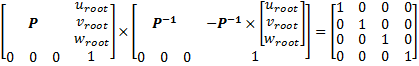 [ P u_root v_root w_root 0 0 0 1 ] × [ P⁻¹ −P⁻¹ × [ u_root v_root w_root ] 0 0 0 1 ] = [ 1 0 0 0
0 1 0 0
0 0 1 0
0 0 0 1 ]